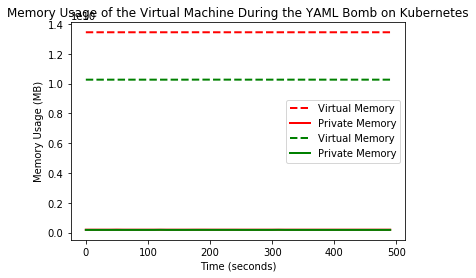 Memory Usage of the Virtual Machine During the YAML Bomb on Kubernetes
1.4
1.2
1.0
0.8
0.6
0.4
0.2
0.0
Memory Usage (MB)
Virtual Memory
Private Memory
Virtual Memory
Private Memory
0 100 200 300 400 500
Time (seconds)